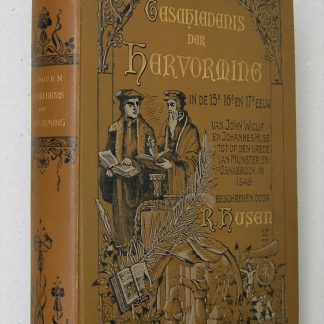 Geschiedenis
der
Hervorming
in de 15e 16e en 17e eeuw
van John Wiclif
en Johannes Huss
tot op den vrede
van Munster en
Osnabruck in
1648
beschreven door
R. Husen